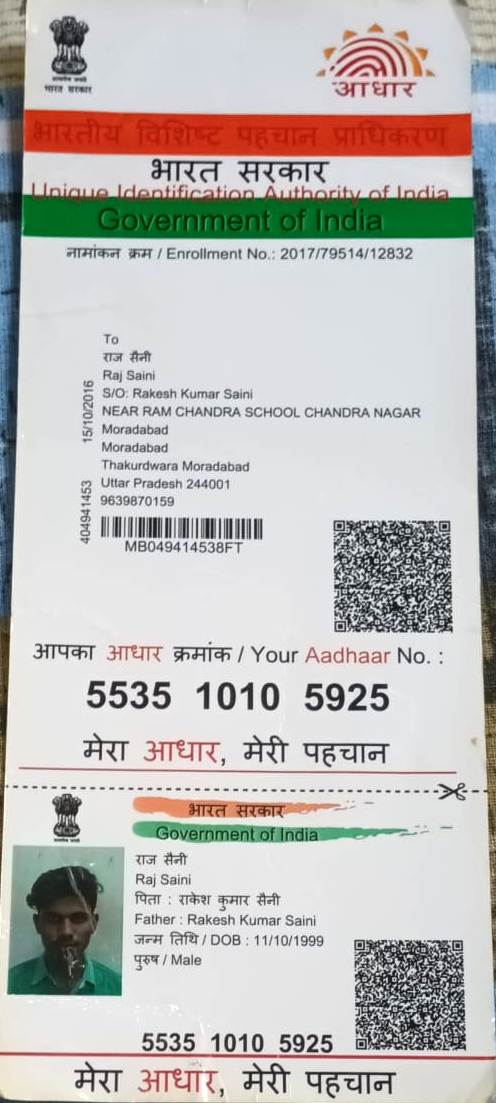 भारत सरकार
आधार
भारतीय विशिष्ट पहचान प्राधिकरण
भारत सरकार
Unique Identification Authority of India
Government of India
नामांकन क्रम / Enrollment No.: 2017/79514/12832
To
राज सैनी
Raj Saini
S/O: Rakesh Kumar Saini
NEAR RAM CHANDRA SCHOOL CHANDRA NAGAR
Moradabad
Moradabad
Thakurdwara Moradabad
Uttar Pradesh 244001
9639870159
15/10/2016
404941453
MB049414538FT
आपका आधार क्रमांक / Your Aadhaar No. :
5535 1010 5925
मेरा आधार, मेरी पहचान
भारत सरकार
Government of India
राज सैनी
Raj Saini
पिता : राकेश कुमार सैनी
Father : Rakesh Kumar Saini
जन्म तिथि / DOB : 11/10/1999
पुरुष / Male
5535 1010 5925
मेरा आधार, मेरी पहचान